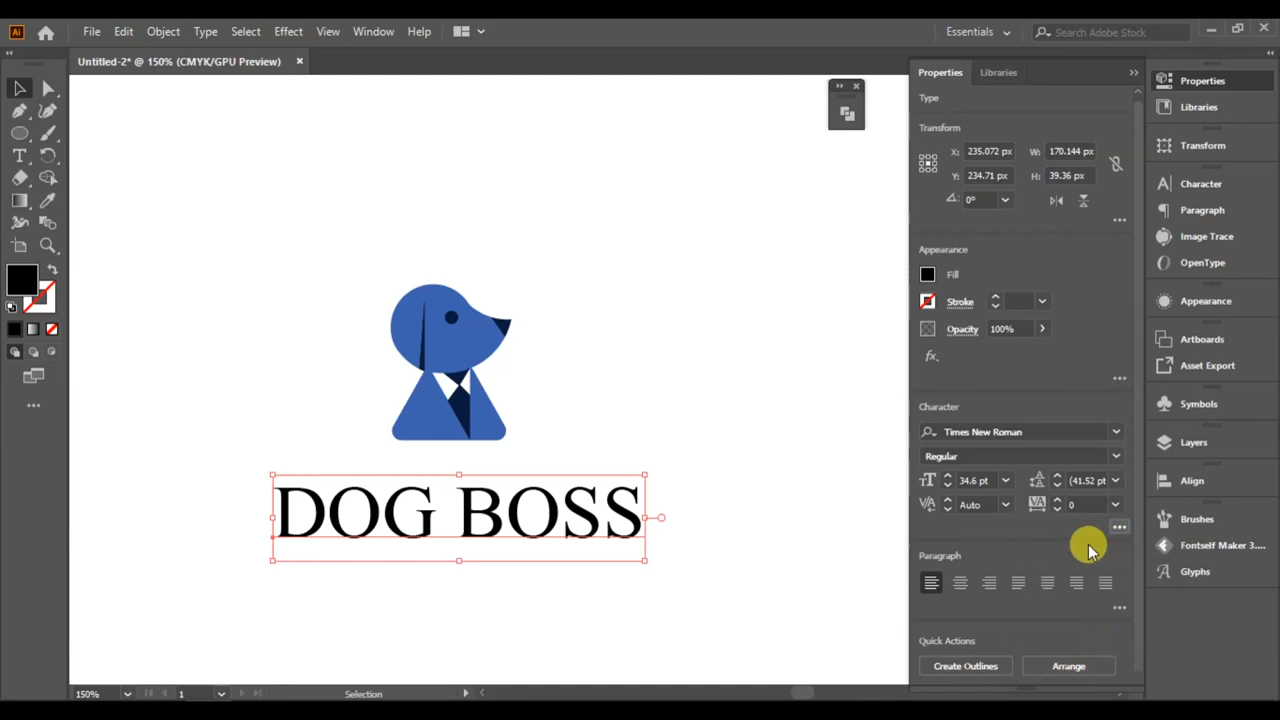 Ai File Edit Object Type Select Effect View Window Help Essentials Search Adobe Stock
Untitled-2* @ 150% (CMYK/GPU Preview)
Properties Libraries
Type
Transform
X: 235.072 px W: 170.144 px
Y: 234.71 px H: 39.36 px
0°
Appearance
Fill
Stroke
Opacity 100%
fx.
Character
Times New Roman
Regular
34.6 pt (41.52 pt
Auto 0
Paragraph
Quick Actions
Create Outlines Arrange
Properties
Libraries
Transform
Character
Paragraph
Image Trace
OpenType
Appearance
Artboards
Asset Export
Symbols
Layers
Align
Brushes
Fontself Maker 3....
Glyphs
DOG BOSS
150% 1 Selection